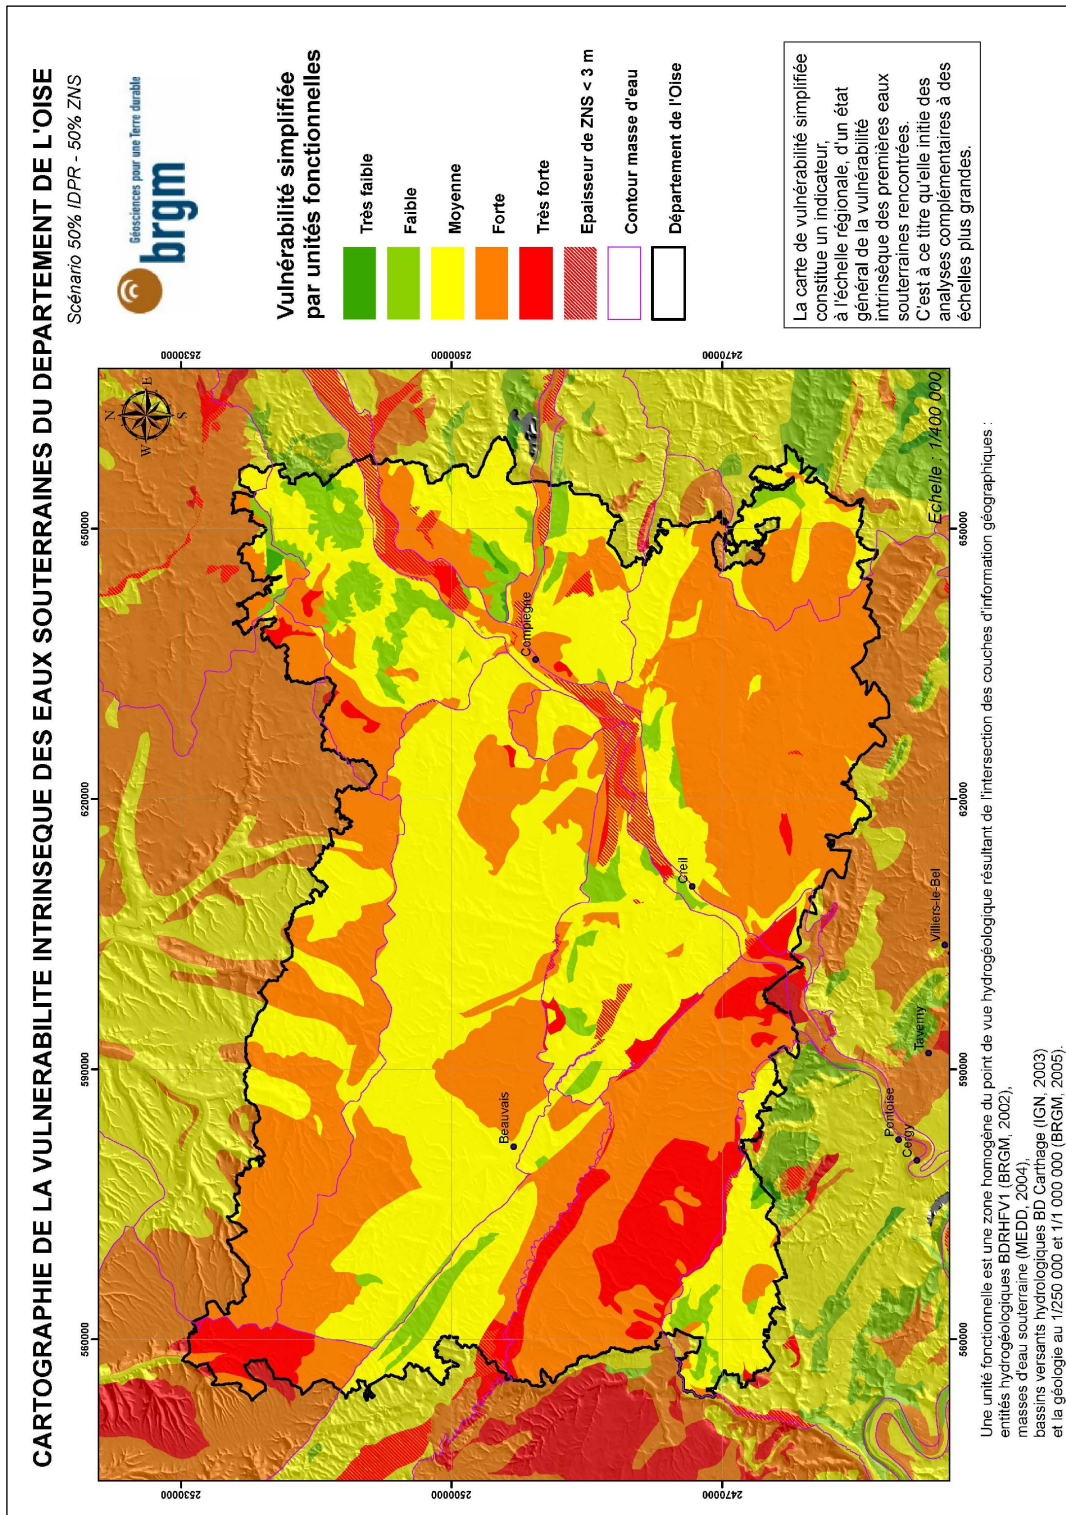 CARTOGRAPHIE DE LA VULNERABILITE INTRINSEQUE DES EAUX SOUTERRAINES DU DEPARTEMENT DE L'OISE
Scénario 50% IDPR - 50% ZNS
Géosciences pour une Terre durable
brgm
Vulnérabilité simplifiée
par unités fonctionnelles
Très faible
Faible
Moyenne
Forte
Très forte
Epaisseur de ZNS < 3 m
Contour masse d'eau
Département de l'Oise
La carte de vulnérabilité simplifiée
constitue un indicateur,
à l'échelle régionale, d'un état
général de la vulnérabilité
intrinsèque des premières eaux
souterraines rencontrées.
C'est à ce titre qu'elle initie des
analyses complémentaires à des
échelles plus grandes.
560000
590000
620000
650000
2530000
2530000
2500000
2500000
2470000
2470000
N
W
E
S
Beauvais
Compiègne
Creil
Pontoise
Cergy
Taverny
Villiers-le-Bel
Echelle : 1/400 000
560000
590000
620000
650000
Une unité fonctionnelle est une zone homogène du point de vue hydrogéologique résultant de l'intersection des couches d'information géographiques :
entités hydrogéologiques BDRHFV1 (BRGM, 2002),
masses d'eau souterraine (MEDD, 2004),
bassins versants hydrologiques BD Carthage (IGN, 2003)
et la géologie au 1/250 000 et 1/1 000 000 (BRGM, 2005).